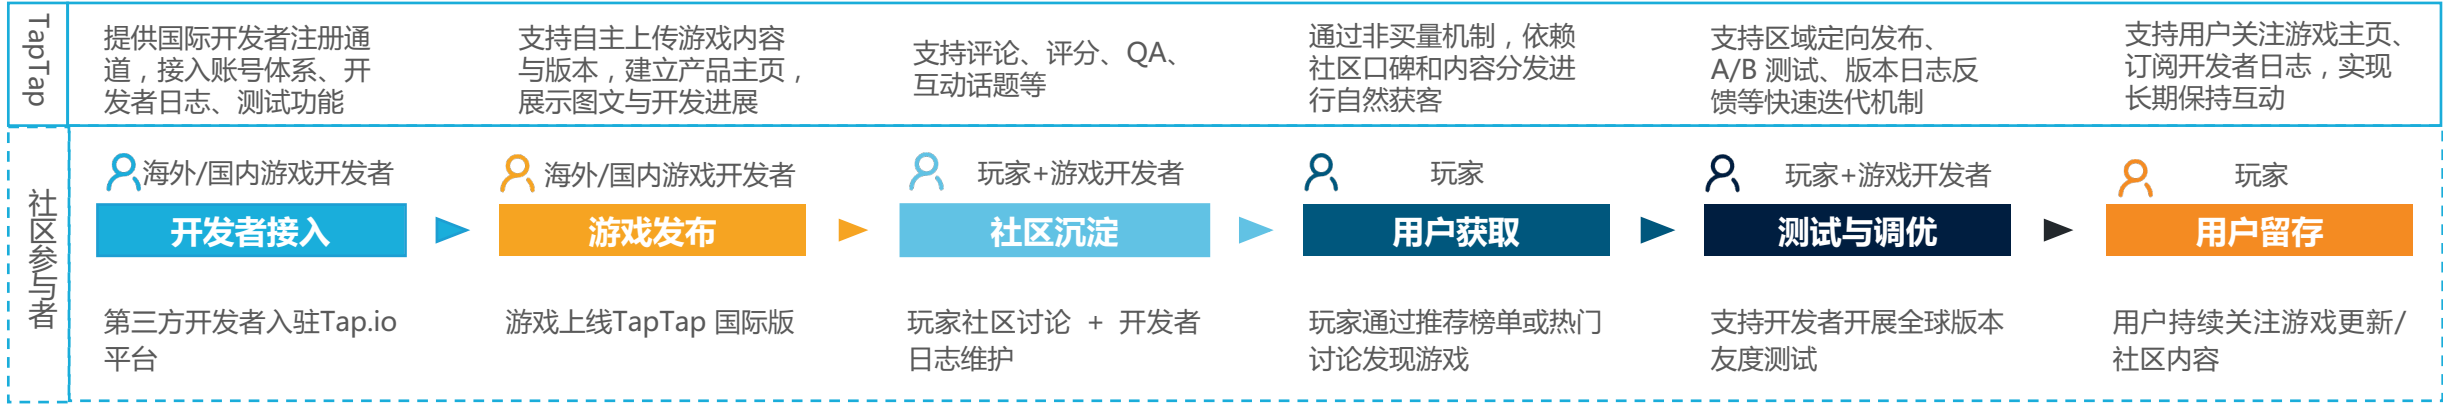 TapTap
提供国际开发者注册通
道，接入账号体系、开
发者日志、测试功能
支持自主上传游戏内容
与版本，建立产品主页，
展示图文与开发进展
支持评论、评分、QA、
互动话题等
通过非买量机制，依赖
社区口碑和内容分发进
行自然获客
支持区域定向发布、
A/B 测试、版本日志反
馈等快速迭代机制
支持用户关注游戏主页、
订阅开发者日志，实现
长期保持互动
社区参与者
海外/国内游戏开发者
开发者接入
第三方开发者入驻Tap.io
平台
海外/国内游戏开发者
游戏发布
游戏上线TapTap 国际版
玩家+游戏开发者
社区沉淀
玩家社区讨论 + 开发者
日志维护
玩家
用户获取
玩家通过推荐榜单或热门
讨论发现游戏
玩家+游戏开发者
测试与调优
支持开发者开展全球版本
友度测试
玩家
用户留存
用户持续关注游戏更新/
社区内容